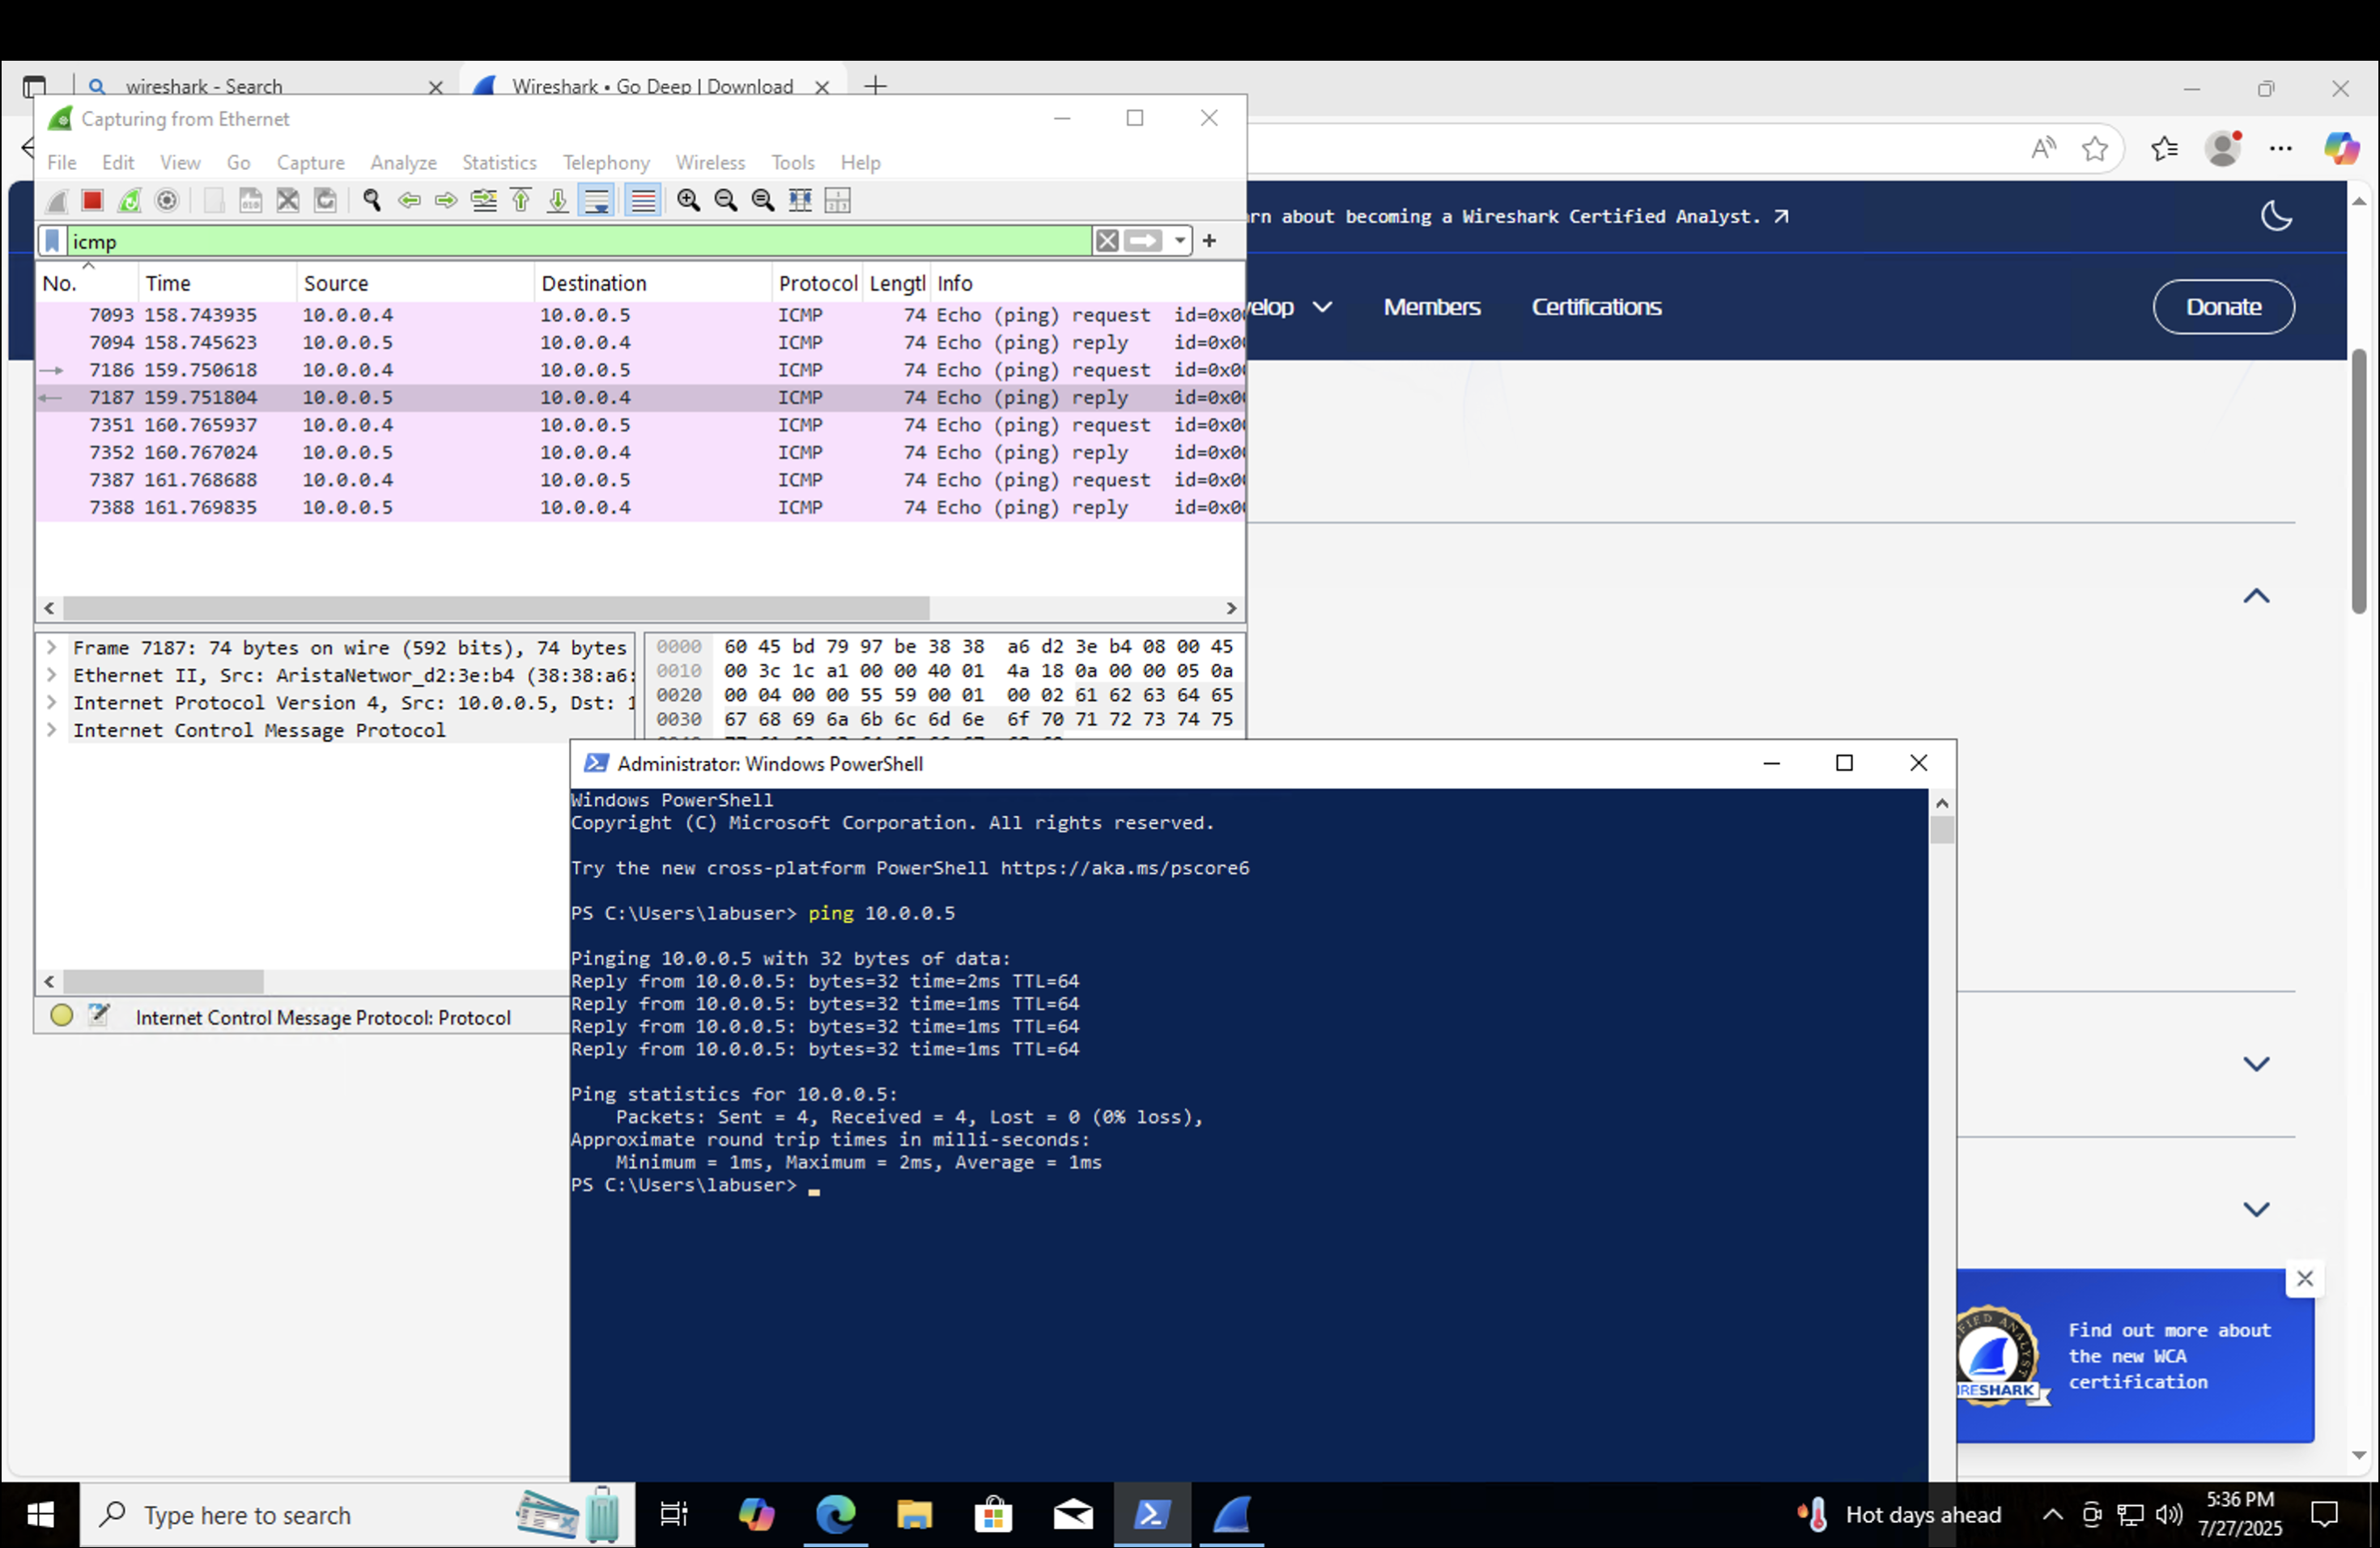 wireshark - Search
Wireshark • Go Deep | Download
Capturing from Ethernet
File Edit View Go Capture Analyze Statistics Telephony Wireless Tools Help
icmp
No. Time Source Destination Protocol Lengtl Info
7093 158.743935 10.0.0.4 10.0.0.5 ICMP 74 Echo (ping) request id=0x00
7094 158.745623 10.0.0.5 10.0.0.4 ICMP 74 Echo (ping) reply id=0x00
7186 159.750618 10.0.0.4 10.0.0.5 ICMP 74 Echo (ping) request id=0x00
7187 159.751804 10.0.0.5 10.0.0.4 ICMP 74 Echo (ping) reply id=0x00
7351 160.765937 10.0.0.4 10.0.0.5 ICMP 74 Echo (ping) request id=0x00
7352 160.767024 10.0.0.5 10.0.0.4 ICMP 74 Echo (ping) reply id=0x00
7387 161.768688 10.0.0.4 10.0.0.5 ICMP 74 Echo (ping) request id=0x00
7388 161.769835 10.0.0.5 10.0.0.4 ICMP 74 Echo (ping) reply id=0x00
Frame 7187: 74 bytes on wire (592 bits), 74 bytes
Ethernet II, Src: AristaNetwor_d2:3e:b4 (38:38:a6:
Internet Protocol Version 4, Src: 10.0.0.5, Dst: 1
Internet Control Message Protocol
0000 60 45 bd 79 97 be 38 38 a6 d2 3e b4 08 00 45
0010 00 3c 1c a1 00 00 40 01 4a 18 0a 00 00 05 0a
0020 00 04 00 00 55 59 00 01 00 02 61 62 63 64 65
0030 67 68 69 6a 6b 6c 6d 6e 6f 70 71 72 73 74 75
Internet Control Message Protocol: Protocol
rn about becoming a Wireshark Certified Analyst.
velop Members Certifications Donate
Administrator: Windows PowerShell
Windows PowerShell
Copyright (C) Microsoft Corporation. All rights reserved.
Try the new cross-platform PowerShell https://aka.ms/pscore6
PS C:\Users\labuser> ping 10.0.0.5
Pinging 10.0.0.5 with 32 bytes of data:
Reply from 10.0.0.5: bytes=32 time=2ms TTL=64
Reply from 10.0.0.5: bytes=32 time=1ms TTL=64
Reply from 10.0.0.5: bytes=32 time=1ms TTL=64
Reply from 10.0.0.5: bytes=32 time=1ms TTL=64
Ping statistics for 10.0.0.5:
Packets: Sent = 4, Received = 4, Lost = 0 (0% loss),
Approximate round trip times in milli-seconds:
Minimum = 1ms, Maximum = 2ms, Average = 1ms
PS C:\Users\labuser>
IFIED ANALYST
IRESHARK
Find out more about
the new WCA
certification
Type here to search
Hot days ahead
5:36 PM
7/27/2025